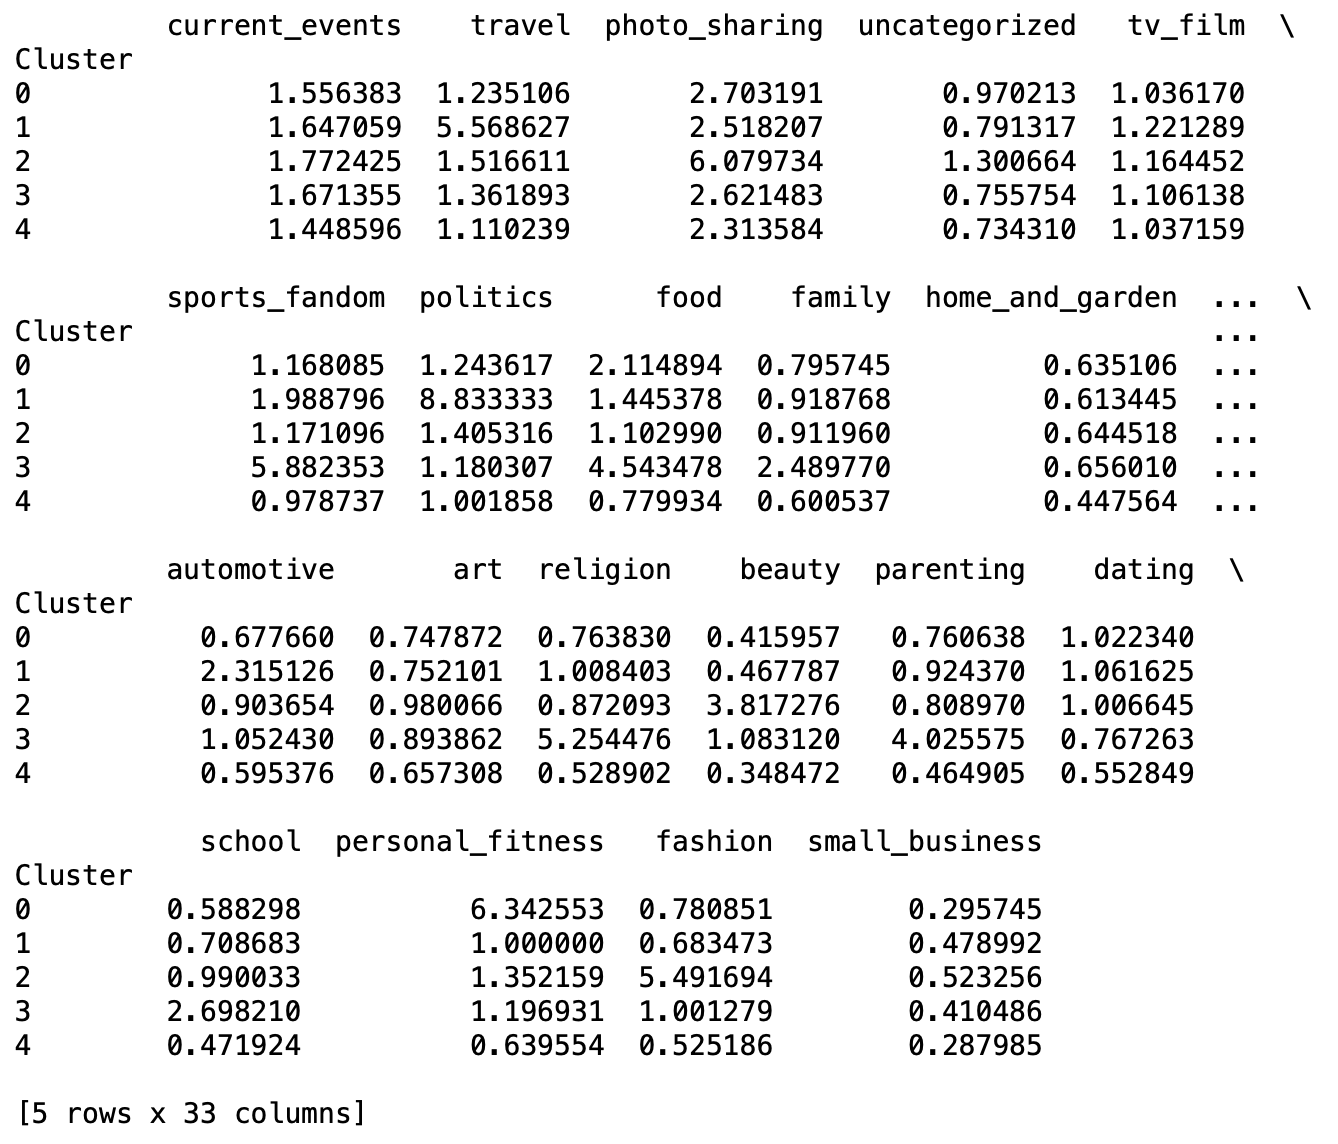 current_events travel photo_sharing uncategorized tv_film \
Cluster
0 1.556383 1.235106 2.703191 0.970213 1.036170
1 1.647059 5.568627 2.518207 0.791317 1.221289
2 1.772425 1.516611 6.079734 1.300664 1.164452
3 1.671355 1.361893 2.621483 0.755754 1.106138
4 1.448596 1.110239 2.313584 0.734310 1.037159
sports_fandom politics food family home_and_garden ... \
Cluster ...
0 1.168085 1.243617 2.114894 0.795745 0.635106 ...
1 1.988796 8.833333 1.445378 0.918768 0.613445 ...
2 1.171096 1.405316 1.102990 0.911960 0.644518 ...
3 5.882353 1.180307 4.543478 2.489770 0.656010 ...
4 0.978737 1.001858 0.779934 0.600537 0.447564 ...
automotive art religion beauty parenting dating \
Cluster
0 0.677660 0.747872 0.763830 0.415957 0.760638 1.022340
1 2.315126 0.752101 1.008403 0.467787 0.924370 1.061625
2 0.903654 0.980066 0.872093 3.817276 0.808970 1.006645
3 1.052430 0.893862 5.254476 1.083120 4.025575 0.767263
4 0.595376 0.657308 0.528902 0.348472 0.464905 0.552849
school personal_fitness fashion small_business
Cluster
0 0.588298 6.342553 0.780851 0.295745
1 0.708683 1.000000 0.683473 0.478992
2 0.990033 1.352159 5.491694 0.523256
3 2.698210 1.196931 1.001279 0.410486
4 0.471924 0.639554 0.525186 0.287985
[5 rows x 33 columns]